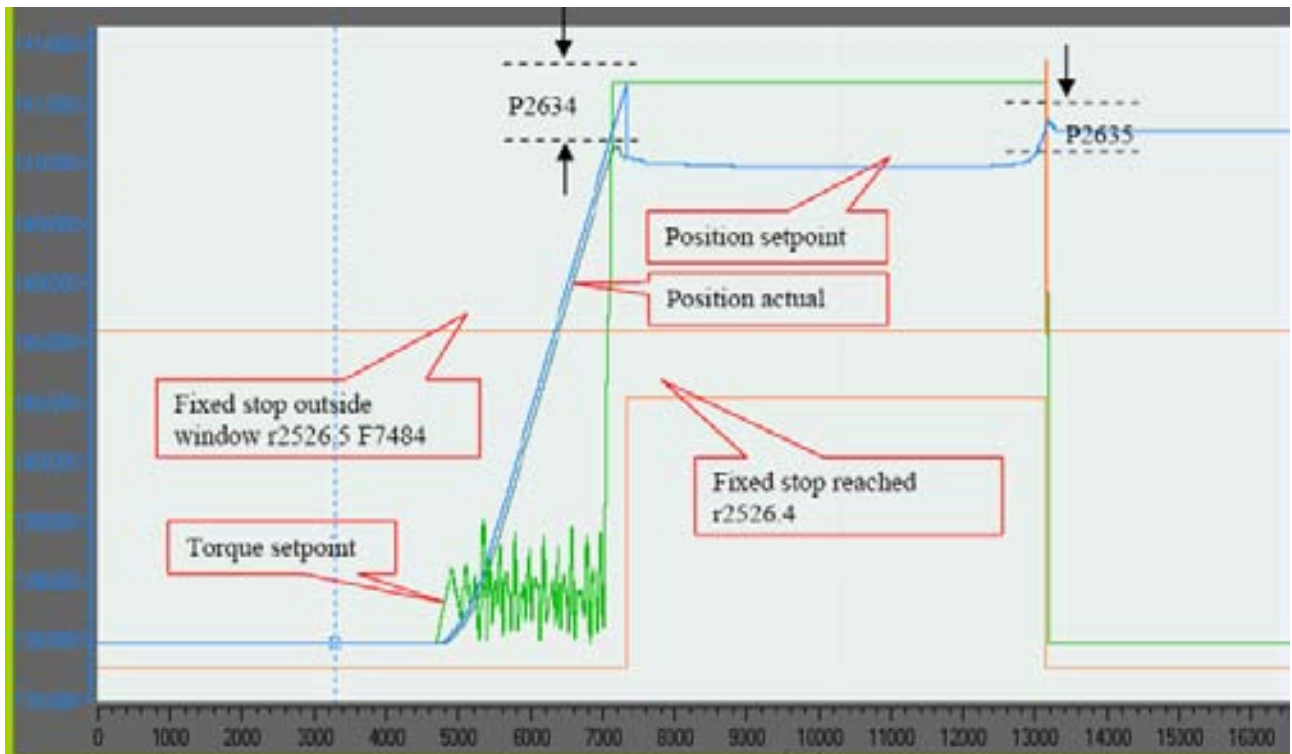 P2634
P2635
Position setpoint
Position actual
Fixed stop outside
window r2526.5 F7484
Fixed stop reached
r2526.4
Torque setpoint
0 1000 2000 3000 4000 5000 6000 7000 8000 9000 10000 11000 12000 13000 14000 15000 16000